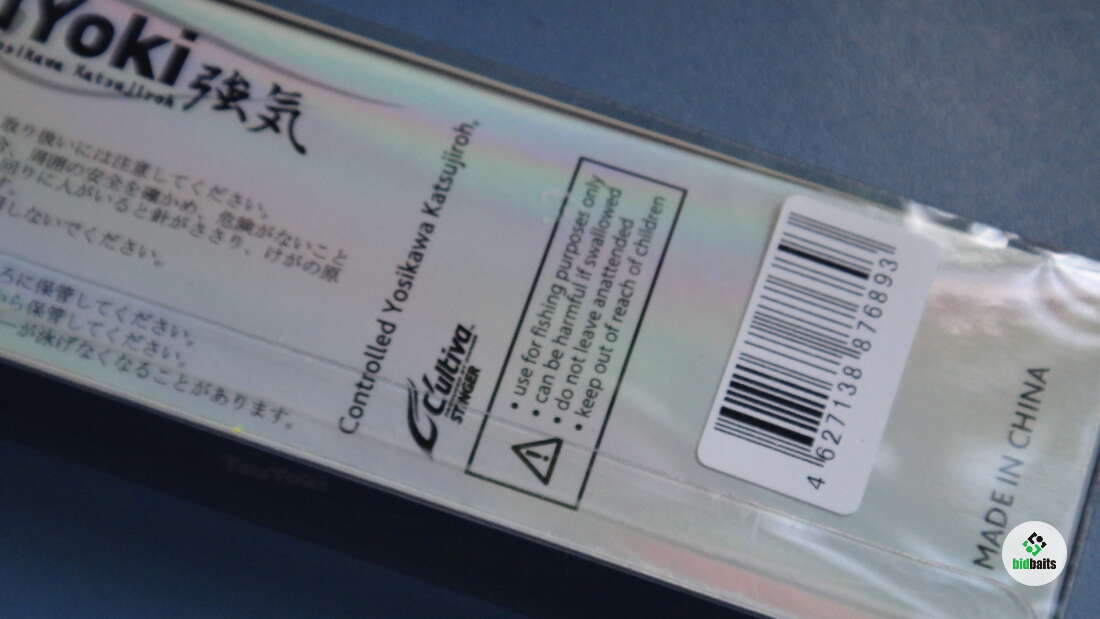 Yoki
Katsujiroh
強気
取り扱いには注意してください。
周囲の安全を確かめ、危険がないこと
回りに人がいると針がささり、けがの原
しないでください。
ろに保管してください。
から保管してください。
ーが泳げなくなることがあります。
Controlled Yosikawa Katsujiroh,
C'ultiva
STINGER
• use for fishing purposes only
• can be harmful if swallowed
• do not leave anattended
• keep out of reach of children
4 627138 876893
MADE IN CHINA
bidbaits